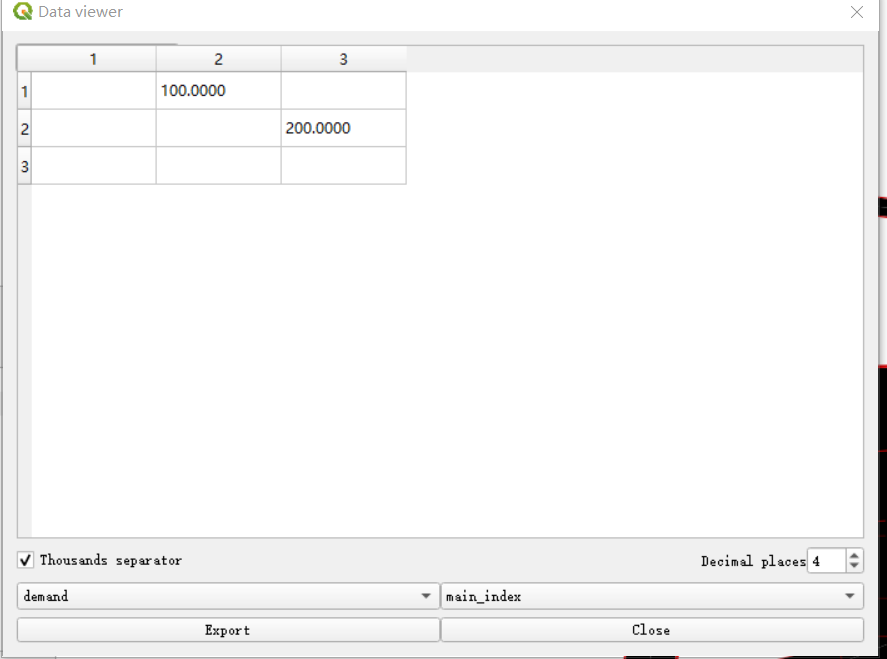 Data viewer
1 2 3
1 100.0000
2 200.0000
3
Thousands separator Decimal places 4
demand main_index
Export Close